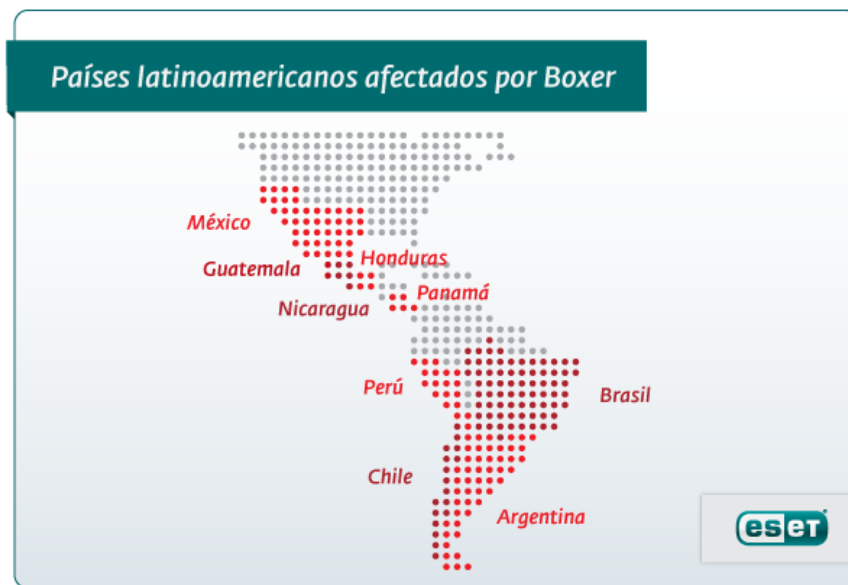 Países latinoamericanos afectados por Boxer
México
Honduras
Guatemala
Panamá
Nicaragua
Perú
Brasil
Chile
Argentina
eseT